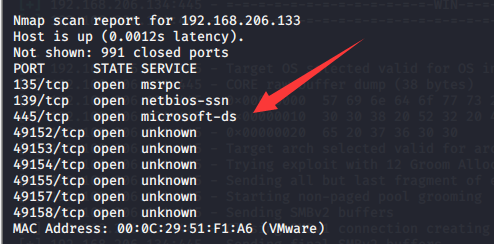 Nmap scan report for 192.168.206.133
Host is up (0.0012s latency).
Not shown: 991 closed ports
PORT STATE SERVICE
135/tcp open msrpc
139/tcp open netbios-ssn
445/tcp open microsoft-ds
49152/tcp open unknown
49153/tcp open unknown
49154/tcp open unknown
49155/tcp open unknown
49157/tcp open unknown
49158/tcp open unknown
MAC Address: 00:0C:29:51:F1:A6 (VMware)